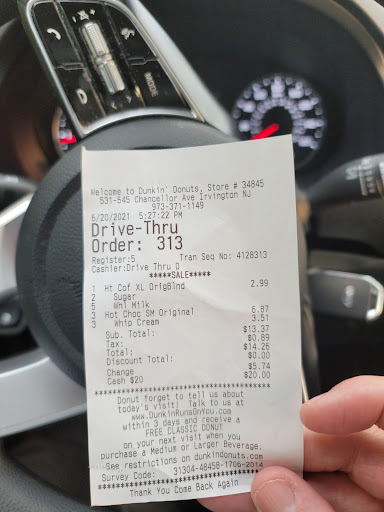 MODE
Welcome to Dunkin' Donuts, Store # 34845
531-545 Chancellor Ave Irvington NJ
973-371-1149
5/20/2021 5:27:22 PM
Drive-Thru
Order: 313
Register:5 Tran Seq No: 4128313
Cashier:Drive Thru D
*****SALE*****
1 Ht Cof XL OrigBlnd 2.99
2 Sugar
5 Whl Milk
3 Hot Choc SM Original 6.87
3 Whip Cream 3.51
Sub. Total: $13.37
Tax: $0.89
Total: $14.26
Discount Total: $0.00
Change $5.74
Cash $20 $20.00
Donut forget to tell us about
today's visit! Talk to us at
www.DunkinRunsOnYou.com
within 3 days and receive a
FREE CLASSIC DONUT
on your next visit when you
purchase a Medium or Larger Beverage.
See restrictions on dunkindonuts.com
Survey Code: 31304-48458-1706-2014
Thank You Come Back Again